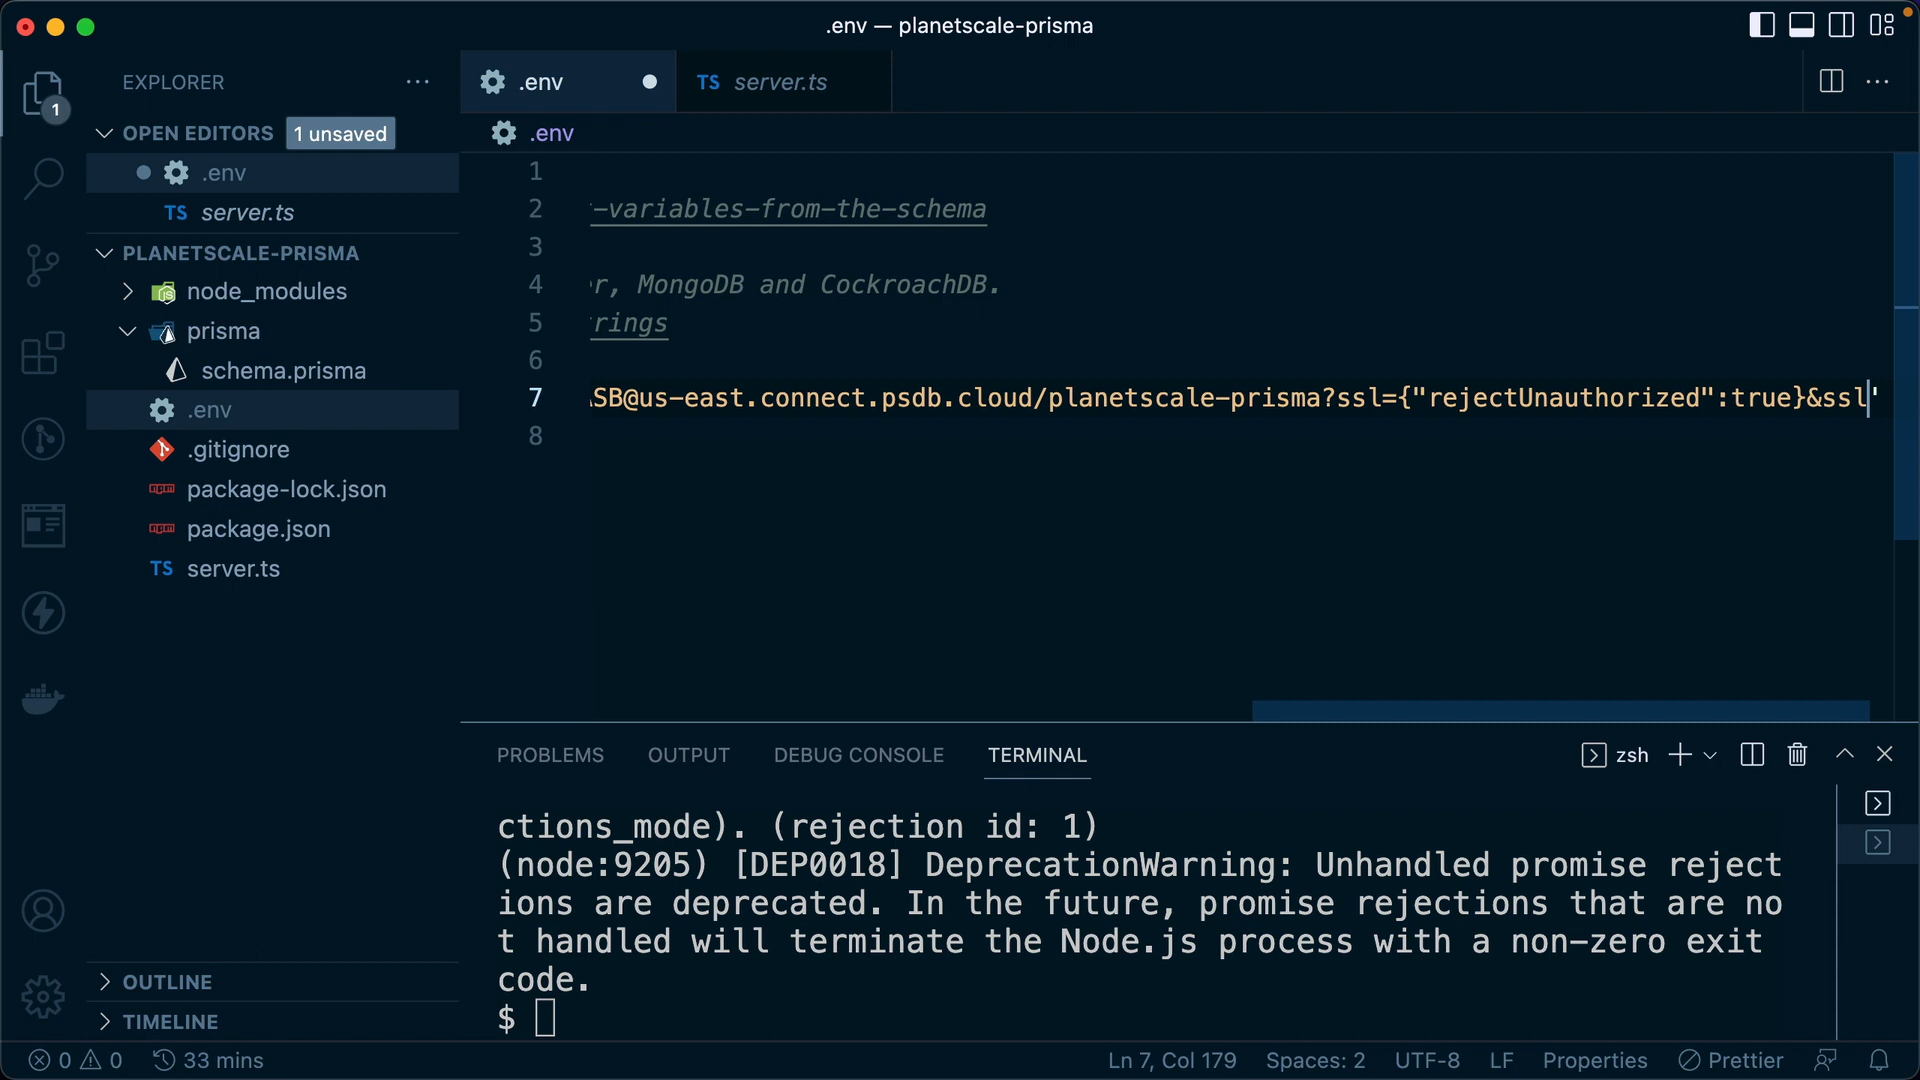 .env — planetscale-prisma
EXPLORER
1
OPEN EDITORS 1 unsaved
.env
TS server.ts
PLANETSCALE-PRISMA
node_modules
prisma
schema.prisma
.env
.gitignore
package-lock.json
package.json
TS server.ts
OUTLINE
TIMELINE
.env
TS server.ts
.env
1
2 -variables-from-the-schema
3
4 r, MongoDB and CockroachDB.
5 rings
6
7 SB@us-east.connect.psdb.cloud/planetscale-prisma?ssl={"rejectUnauthorized":true}&ssl'
8
PROBLEMS OUTPUT DEBUG CONSOLE TERMINAL
zsh
ctions_mode). (rejection id: 1)
(node:9205) [DEP0018] DeprecationWarning: Unhandled promise reject
ions are deprecated. In the future, promise rejections that are no
t handled will terminate the Node.js process with a non-zero exit
code.
$
0 0 33 mins Ln 7, Col 179 Spaces: 2 UTF-8 LF Properties Prettier